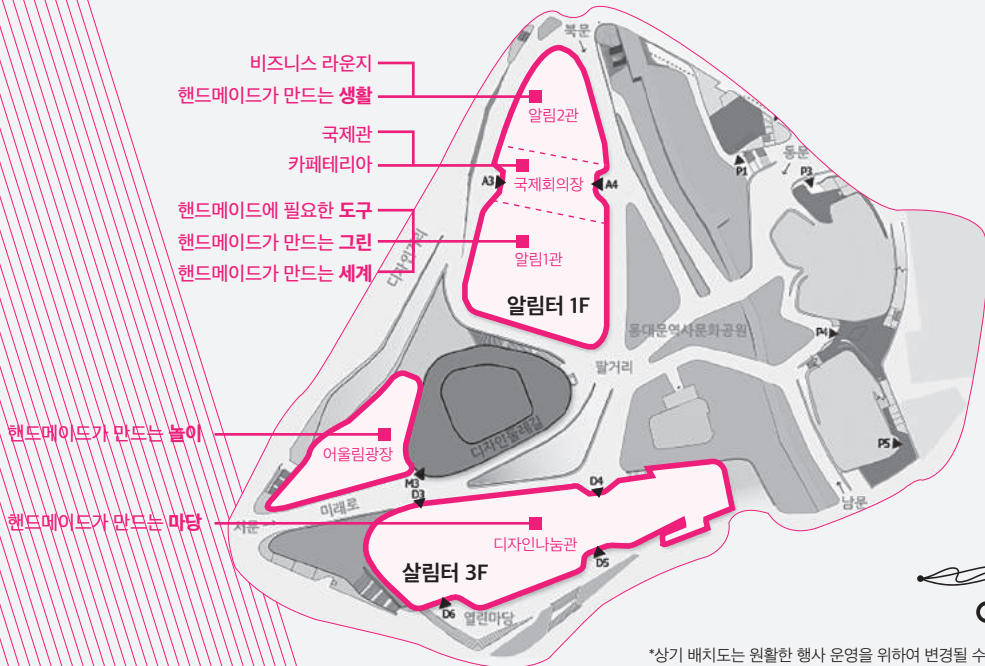 북문
비즈니스 라운지
핸드메이드가 만드는 생활
알림2관
국제관
카페테리아
동문
P1
P3
A3
국제회의장
A4
핸드메이드에 필요한 도구
핸드메이드가 만드는 그린
핸드메이드가 만드는 세계
알림1관
디자인거리
알림터 1F
동대문역사문화공원
P4
팔거리
핸드메이드가 만드는 놀이
어울림광장
디자인둘레길
P5
M3
D3
D4
미래로
남문
핸드메이드가 만드는 마당
서문
디자인나눔관
D5
살림터 3F
D6
열린마당
*상기 배치도는 원활한 행사 운영을 위하여 변경될 수